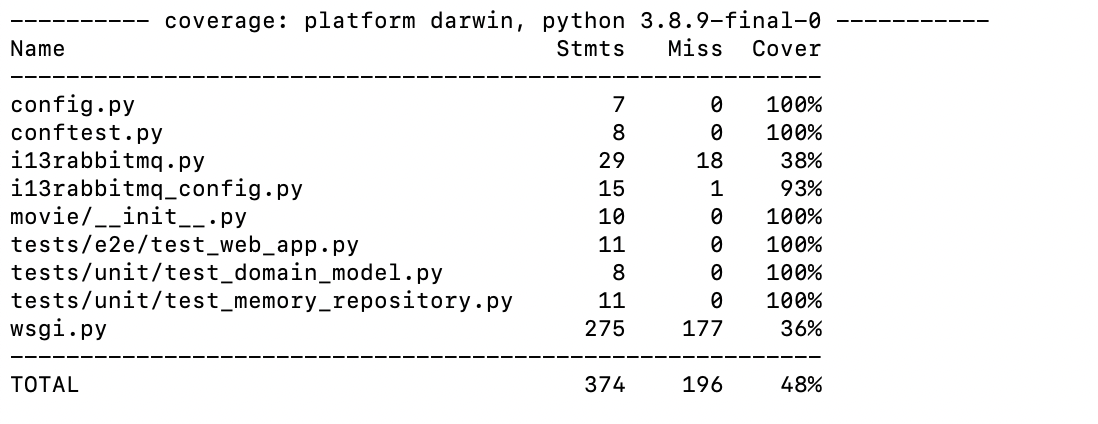 ---------- coverage: platform darwin, python 3.8.9-final-0 -----------
Name                                   Stmts   Miss  Cover
----------------------------------------------------------
config.py                                  7      0   100%
conftest.py                                8      0   100%
i13rabbitmq.py                            29     18    38%
i13rabbitmq_config.py                     15      1    93%
movie/__init__.py                         10      0   100%
tests/e2e/test_web_app.py                 11      0   100%
tests/unit/test_domain_model.py            8      0   100%
tests/unit/test_memory_repository.py      11      0   100%
wsgi.py                                  275    177    36%
----------------------------------------------------------
TOTAL                                    374    196    48%